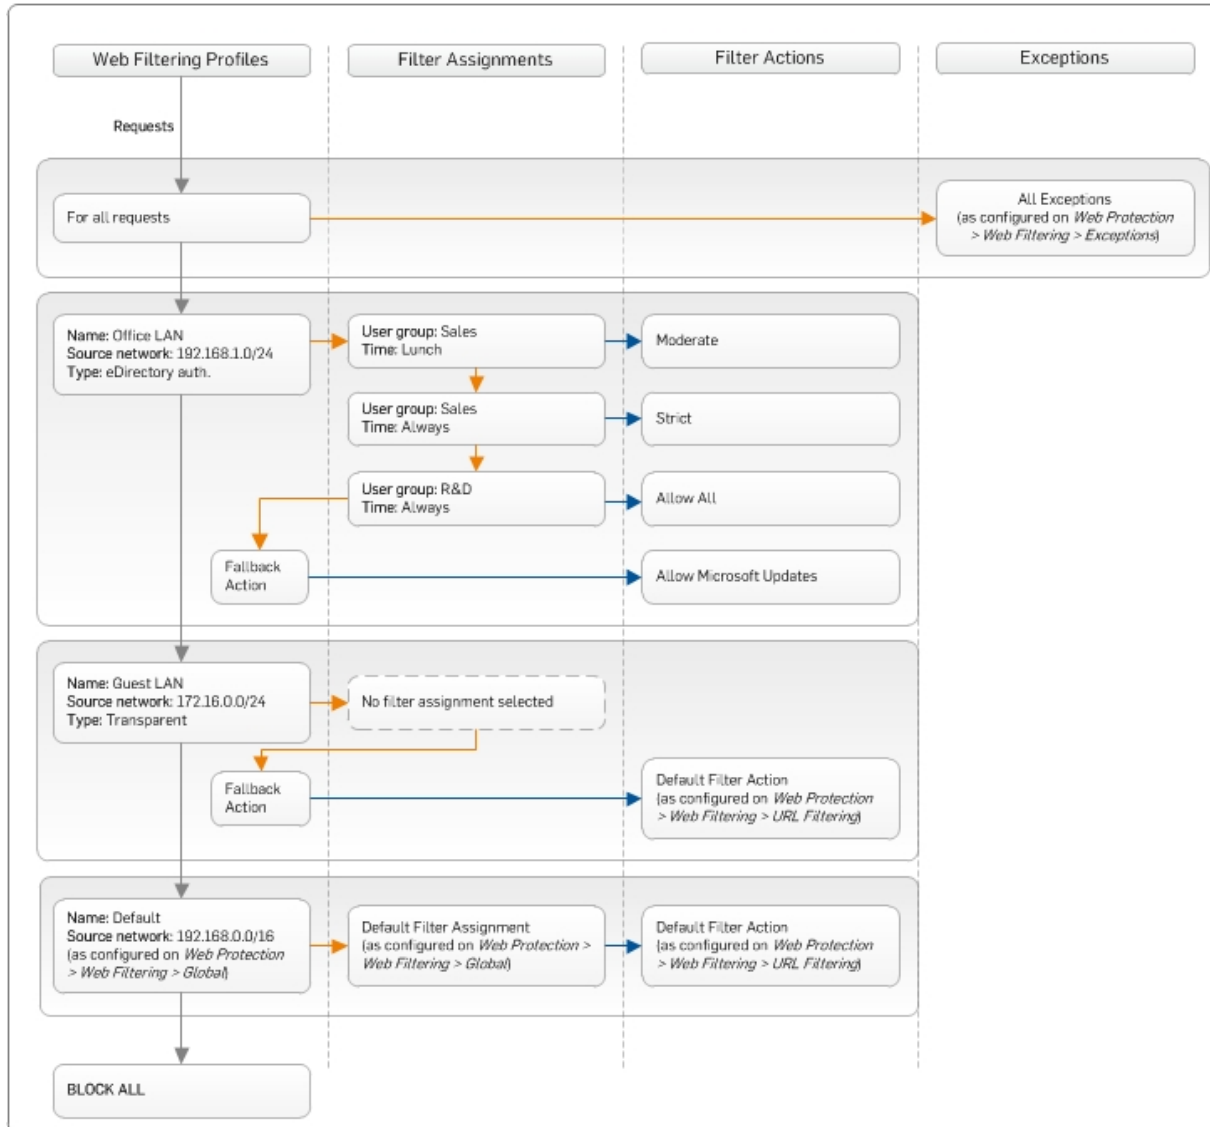 Web Filtering Profiles
Filter Assignments
Filter Actions
Exceptions
Requests
For all requests
All Exceptions
(as configured on Web Protection
> Web Filtering > Exceptions)
Name: Office LAN
Source network: 192.168.1.0/24
Type: eDirectory auth.
User group: Sales
Time: Lunch
Moderate
User group: Sales
Time: Always
Strict
User group: R&D
Time: Always
Allow All
Fallback
Action
Allow Microsoft Updates
Name: Guest LAN
Source network: 172.16.0.0/24
Type: Transparent
No filter assignment selected
Fallback
Action
Default Filter Action
(as configured on Web Protection
> Web Filtering > URL Filtering)
Name: Default
Source network: 192.168.0.0/16
(as configured on Web Protection
> Web Filtering > Global)
Default Filter Assignment
(as configured on Web Protection >
Web Filtering > Global)
Default Filter Action
(as configured on Web Protection
> Web Filtering > URL Filtering)
BLOCK ALL